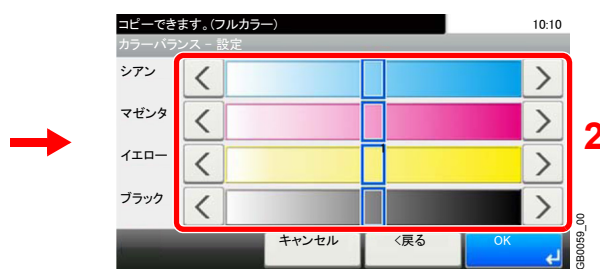 コピーできます。(フルカラー) 10:10
カラーバランス - 設定
シアン
マゼンタ
イエロー
ブラック
2
キャンセル <戻る OK
GB0059_00